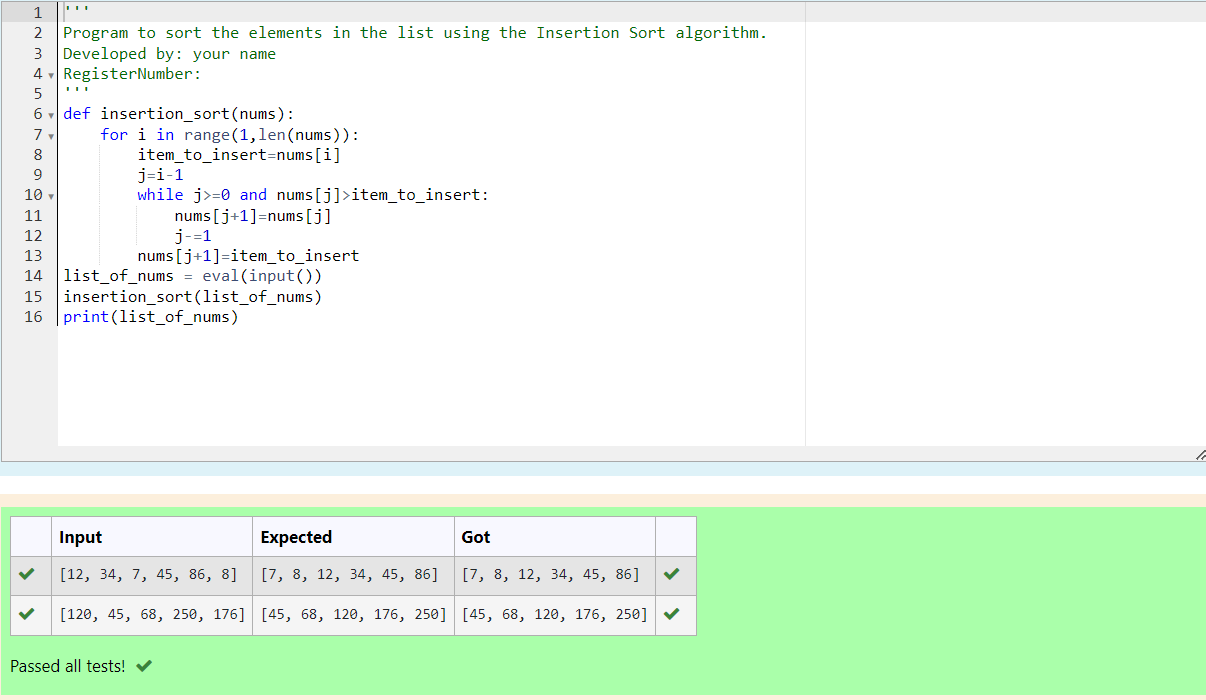 1 '''
2 Program to sort the elements in the list using the Insertion Sort algorithm.
3 Developed by: your name
4 RegisterNumber:
5 '''
6 def insertion_sort(nums):
7     for i in range(1,len(nums)):
8         item_to_insert=nums[i]
9         j=i-1
10         while j>=0 and nums[j]>item_to_insert:
11             nums[j+1]=nums[j]
12             j-=1
13         nums[j+1]=item_to_insert
14 list_of_nums = eval(input())
15 insertion_sort(list_of_nums)
16 print(list_of_nums)
Input Expected Got
[12, 34, 7, 45, 86, 8] [7, 8, 12, 34, 45, 86] [7, 8, 12, 34, 45, 86]
[120, 45, 68, 250, 176] [45, 68, 120, 176, 250] [45, 68, 120, 176, 250]
Passed all tests!